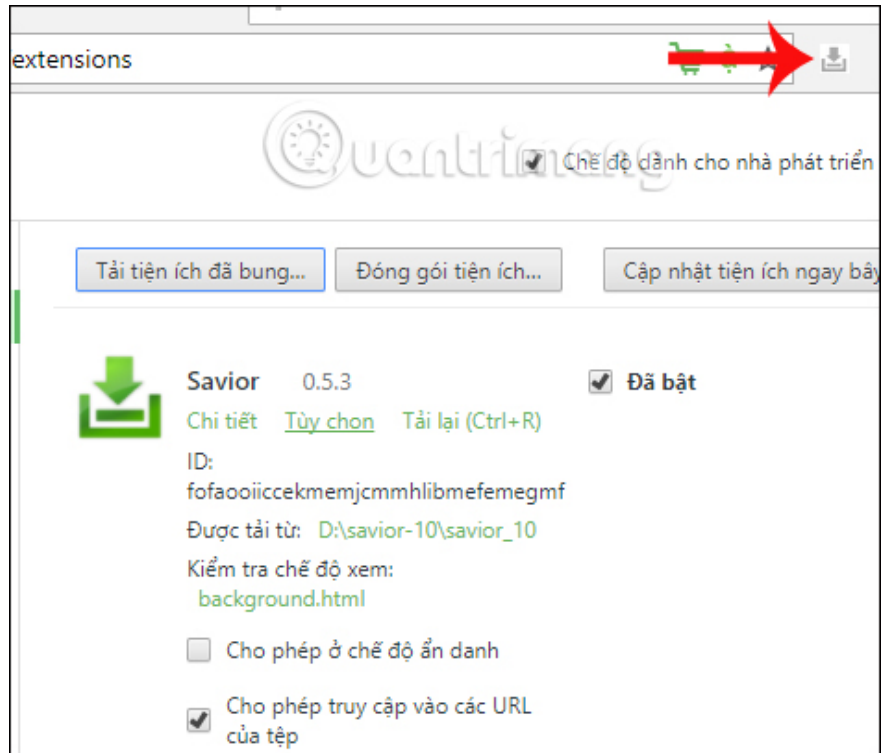 extensions
Quantrimang
Chế độ dành cho nhà phát triển
Tải tiện ích đã bung... Đóng gói tiện ích... Cập nhật tiện ích ngay bây
Savior 0.5.3 Đã bật
Chi tiết Tùy chọn Tải lại (Ctrl+R)
ID:
fofaooiiccekmemjcmmhlibmefemegmf
Được tải từ: D:\savior-10\savior_10
Kiểm tra chế độ xem:
background.html
Cho phép ở chế độ ẩn danh
Cho phép truy cập vào các URL
của tệp